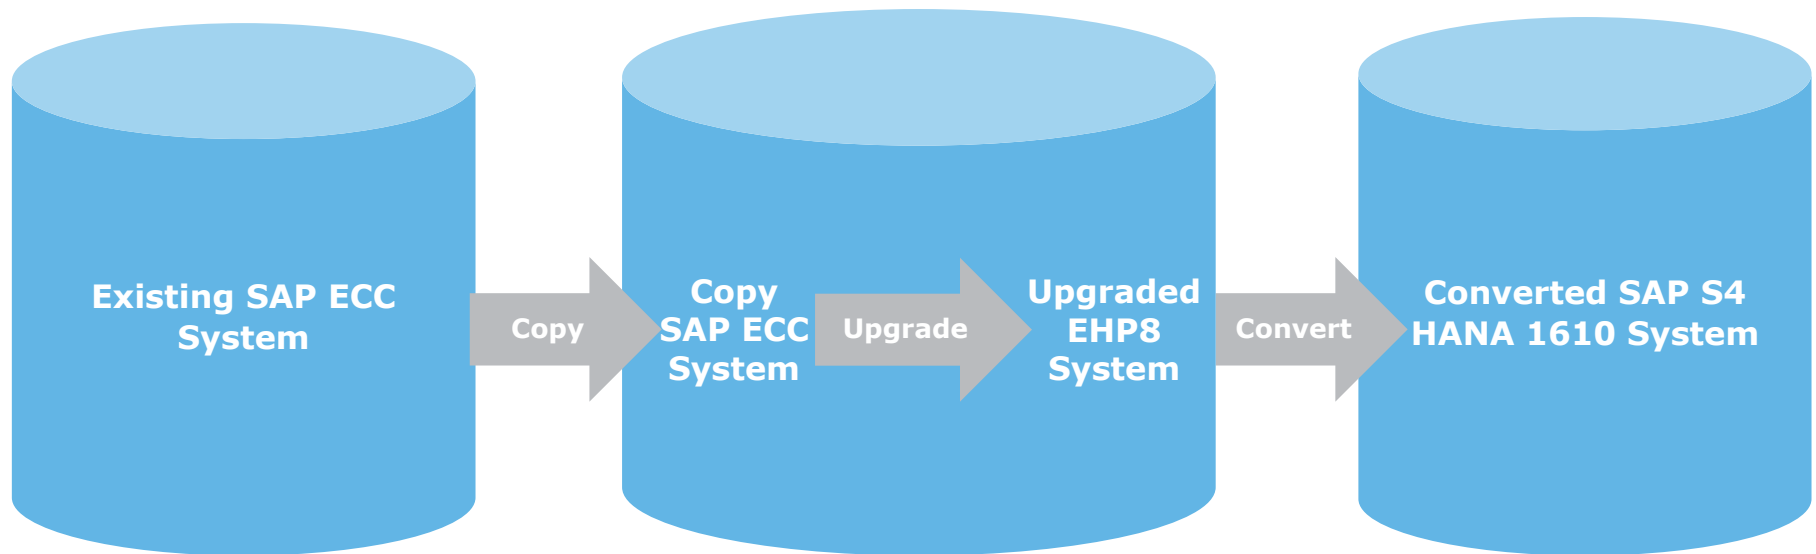 Existing SAP ECC
System
Copy
Copy
SAP ECC
System
Upgrade
Upgraded
EHP8
System
Convert
Converted SAP S4
HANA 1610 System